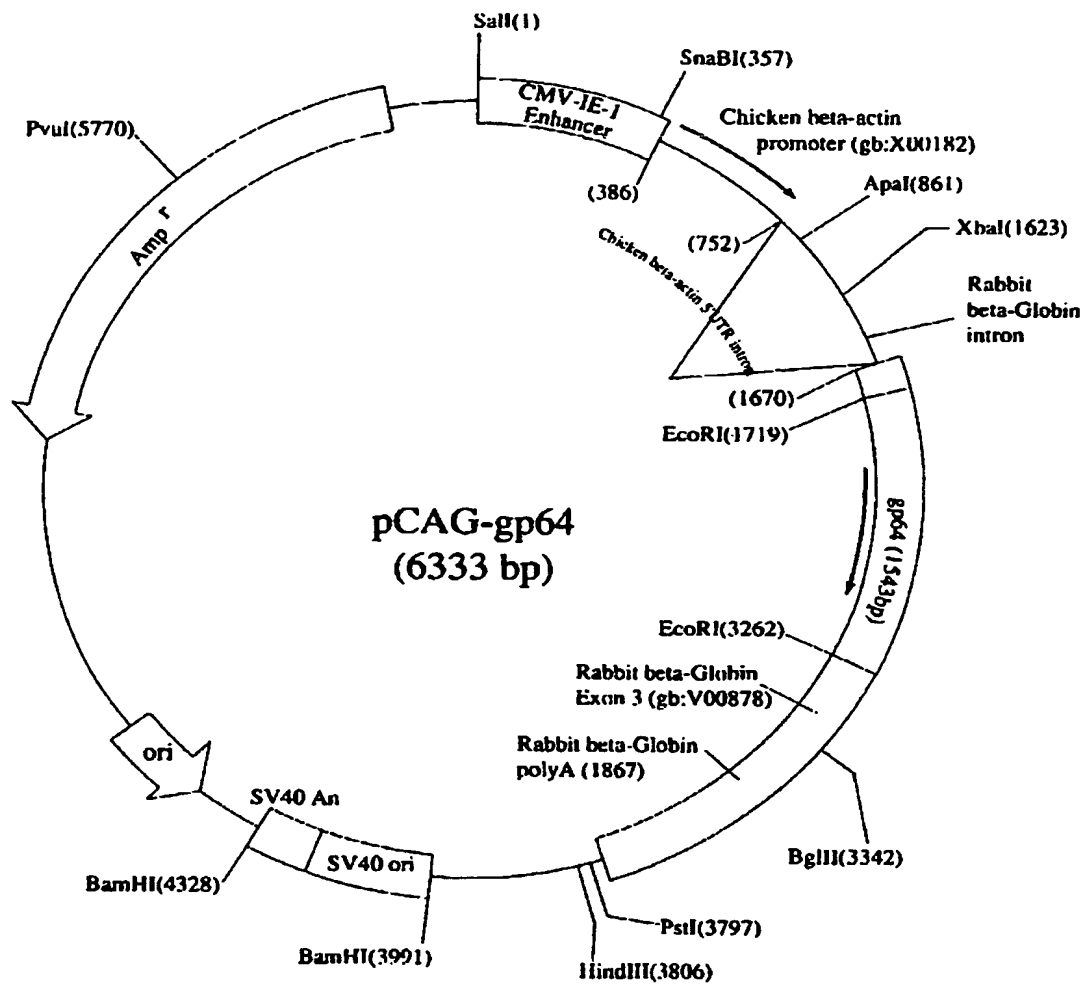 SalI(1)
SnaBI(357)
CMV-IE-1
Enhancer
Chicken beta-actin
promoter (gb:X00182)
PvuI(5770)
(386)
ApaI(861)
Amp r
(752)
XbaI(1623)
Chicken beta-actin 5'UTR intron
Rabbit
beta-Globin
intron
(1670)
EcoRI(1719)
gp64 (1543bp)
pCAG-gp64
(6333 bp)
EcoRI(3262)
Rabbit beta-Globin
Exon 3 (gb:V00878)
Rabbit beta-Globin
polyA (1867)
ori
SV40 An
SV40 ori
BglII(3342)
BamHI(4328)
PstI(3797)
BamHI(3991)
HindIII(3806)